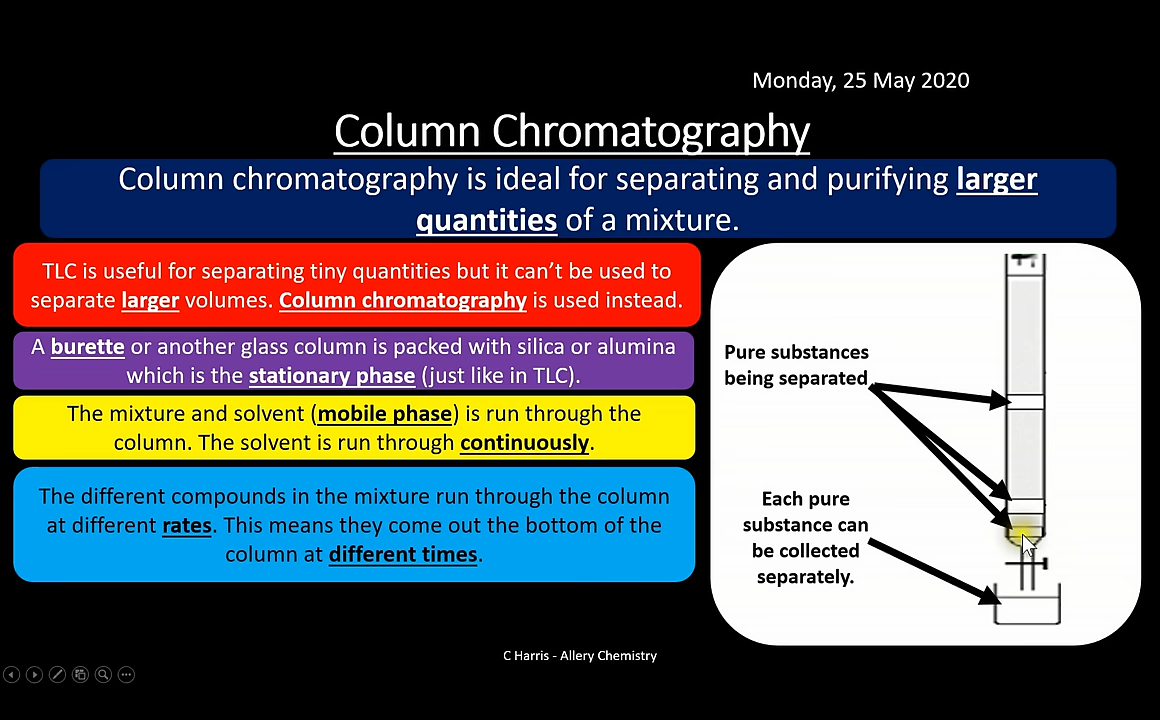 Monday, 25 May 2020
Column Chromatography
Column chromatography is ideal for separating and purifying larger
quantities of a mixture.
TLC is useful for separating tiny quantities but it can’t be used to
separate larger volumes. Column chromatography is used instead.
A burette or another glass column is packed with silica or alumina
which is the stationary phase (just like in TLC).
The mixture and solvent (mobile phase) is run through the
column. The solvent is run through continuously.
The different compounds in the mixture run through the column
at different rates. This means they come out the bottom of the
column at different times.
Pure substances
being separated
Each pure
substance can
be collected
separately.
C Harris - Allery Chemistry